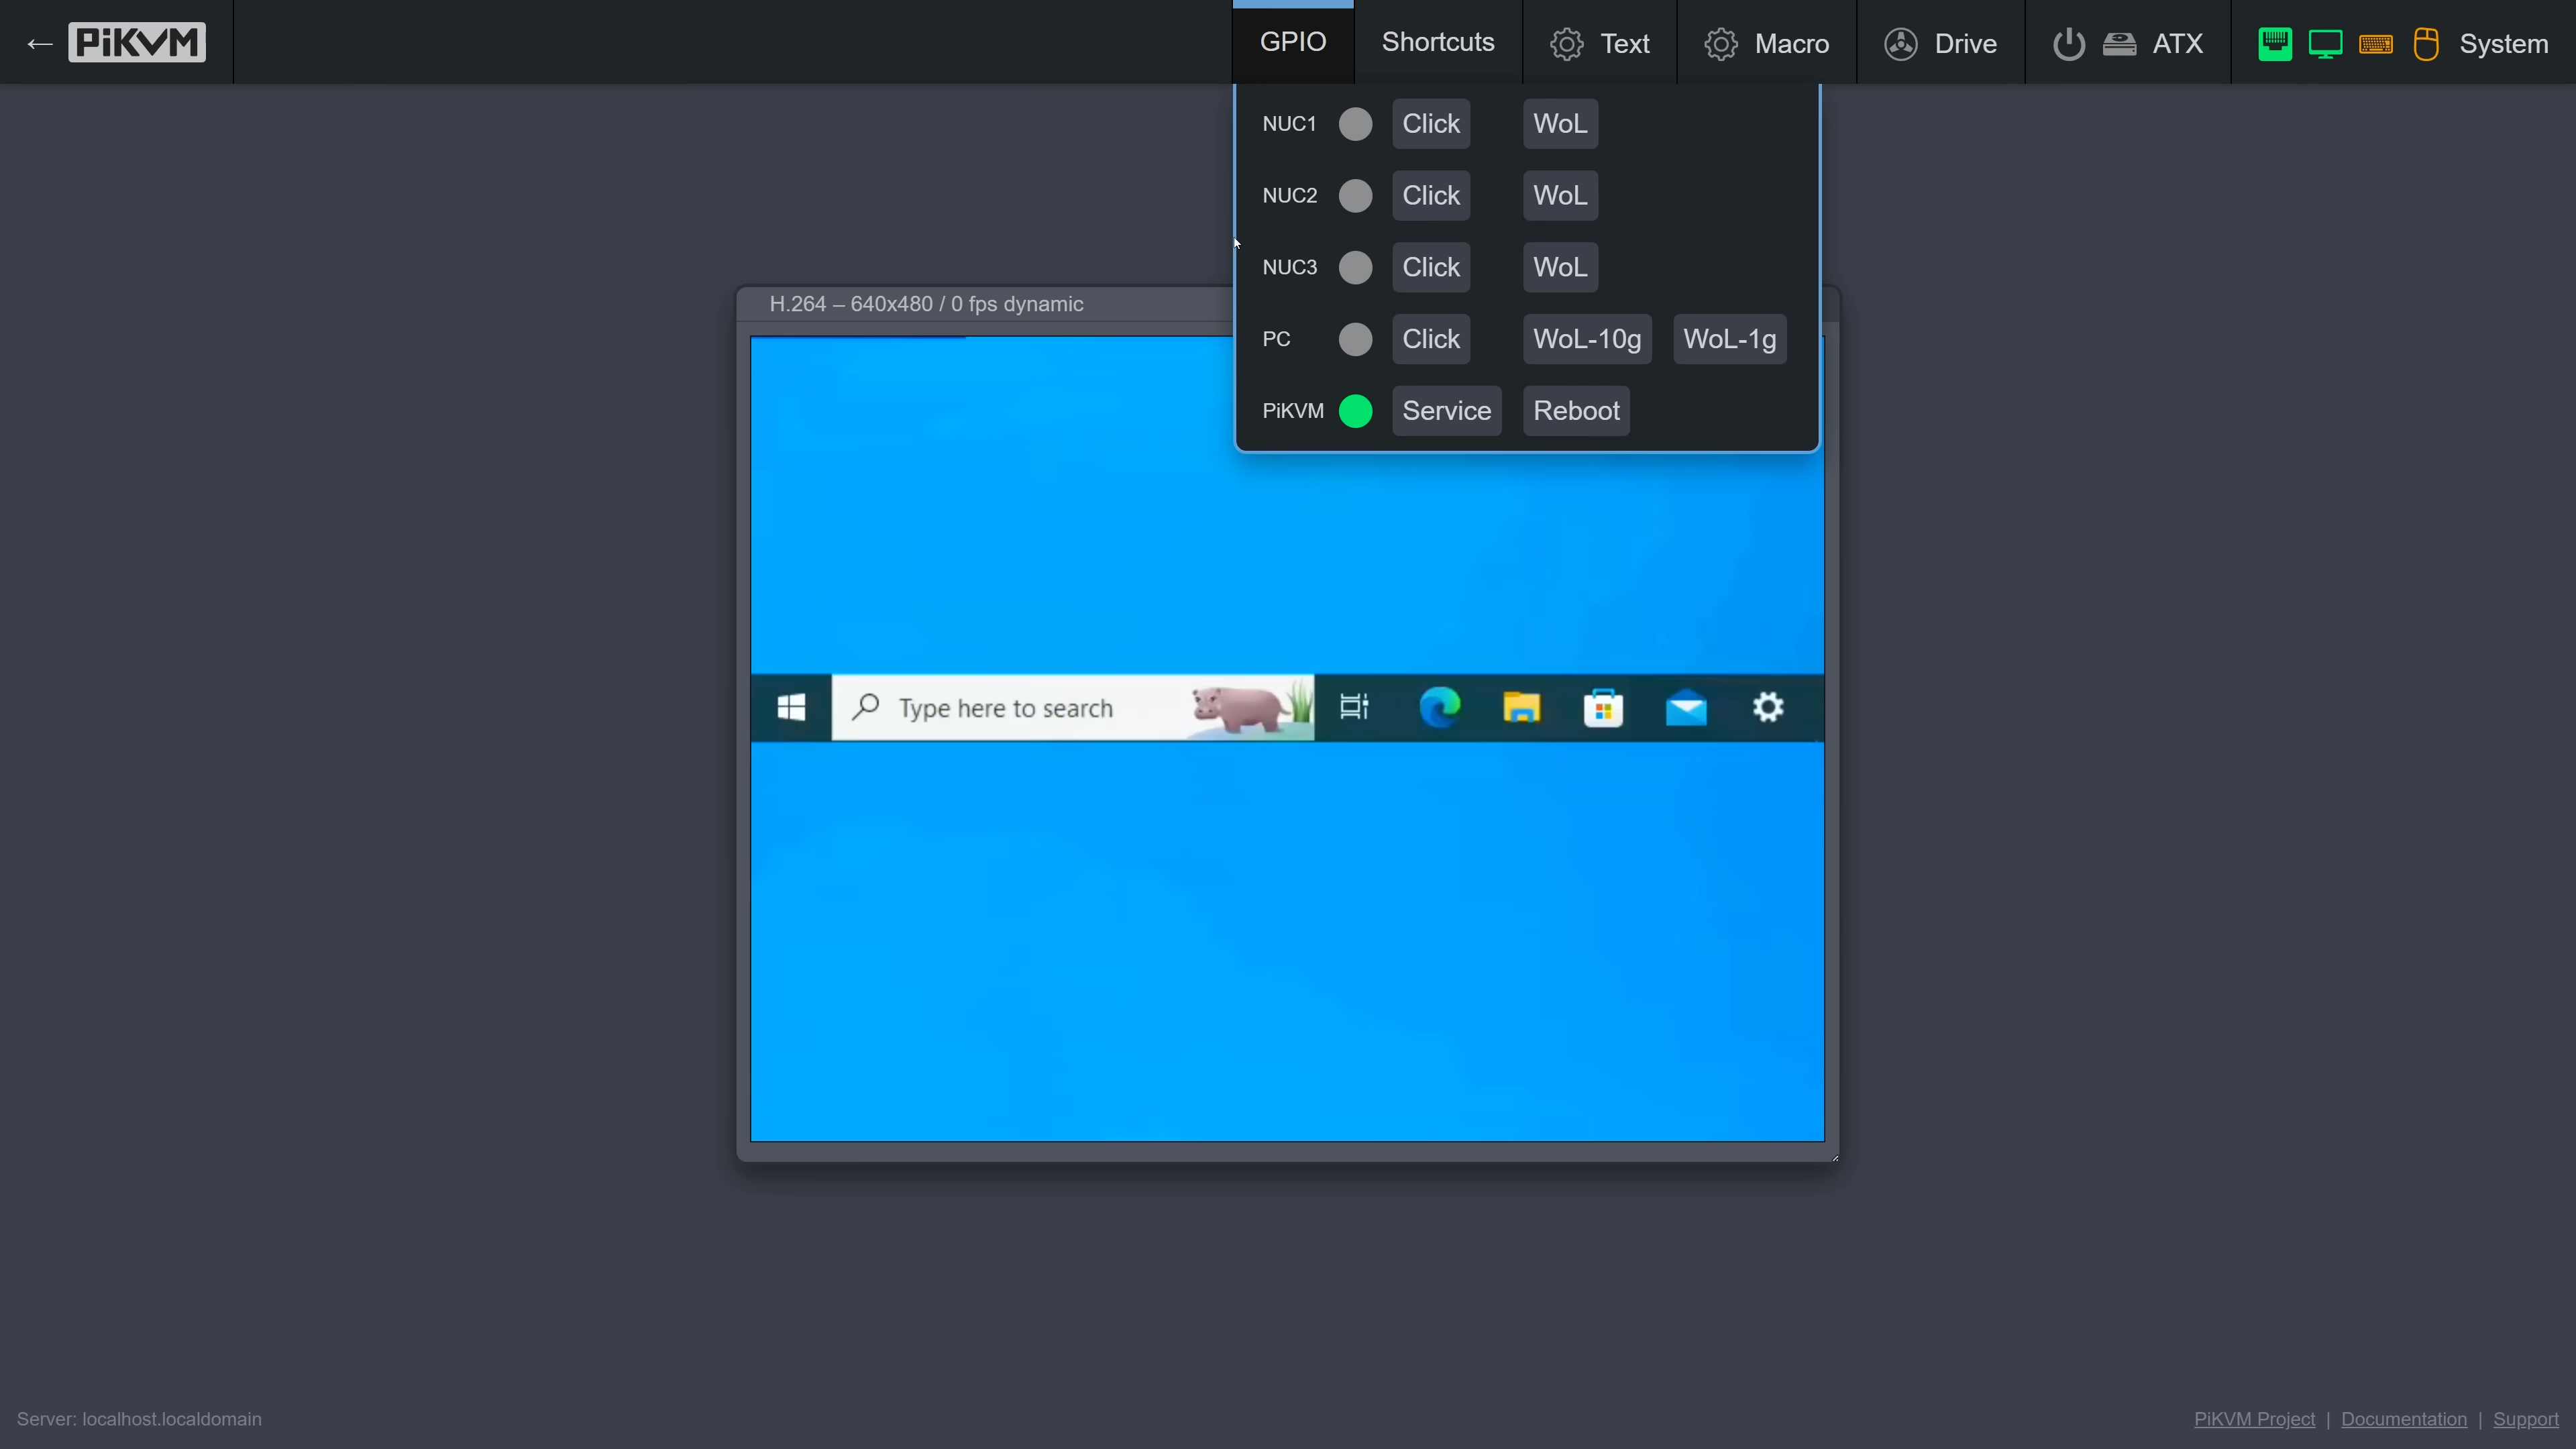 ← PiKVM
GPIO Shortcuts Text Macro Drive ATX System
NUC1 Click WoL
NUC2 Click WoL
NUC3 Click WoL
PC Click WoL-10g WoL-1g
PiKVM Service Reboot
H.264 – 640x480 / 0 fps dynamic
Type here to search
Server: localhost.localdomain
PiKVM Project | Documentation | Support